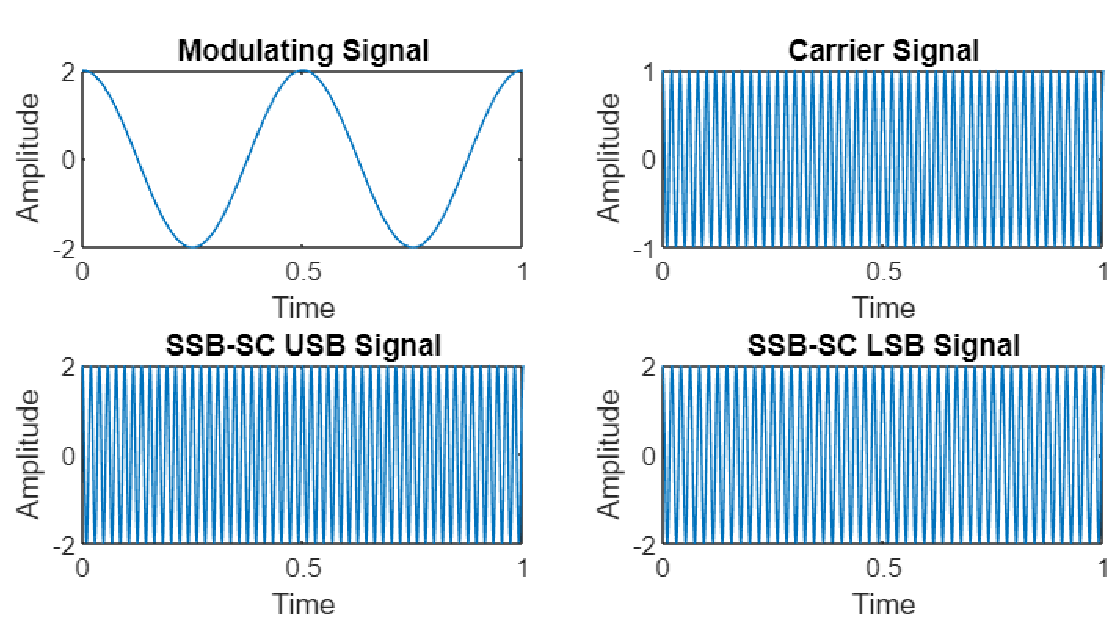 Modulating Signal
2
0
-2
Amplitude
0 0.5 1
Time
Carrier Signal
1
0
-1
Amplitude
0 0.5 1
Time
SSB-SC USB Signal
2
0
-2
Amplitude
0 0.5 1
Time
SSB-SC LSB Signal
2
0
-2
Amplitude
0 0.5 1
Time